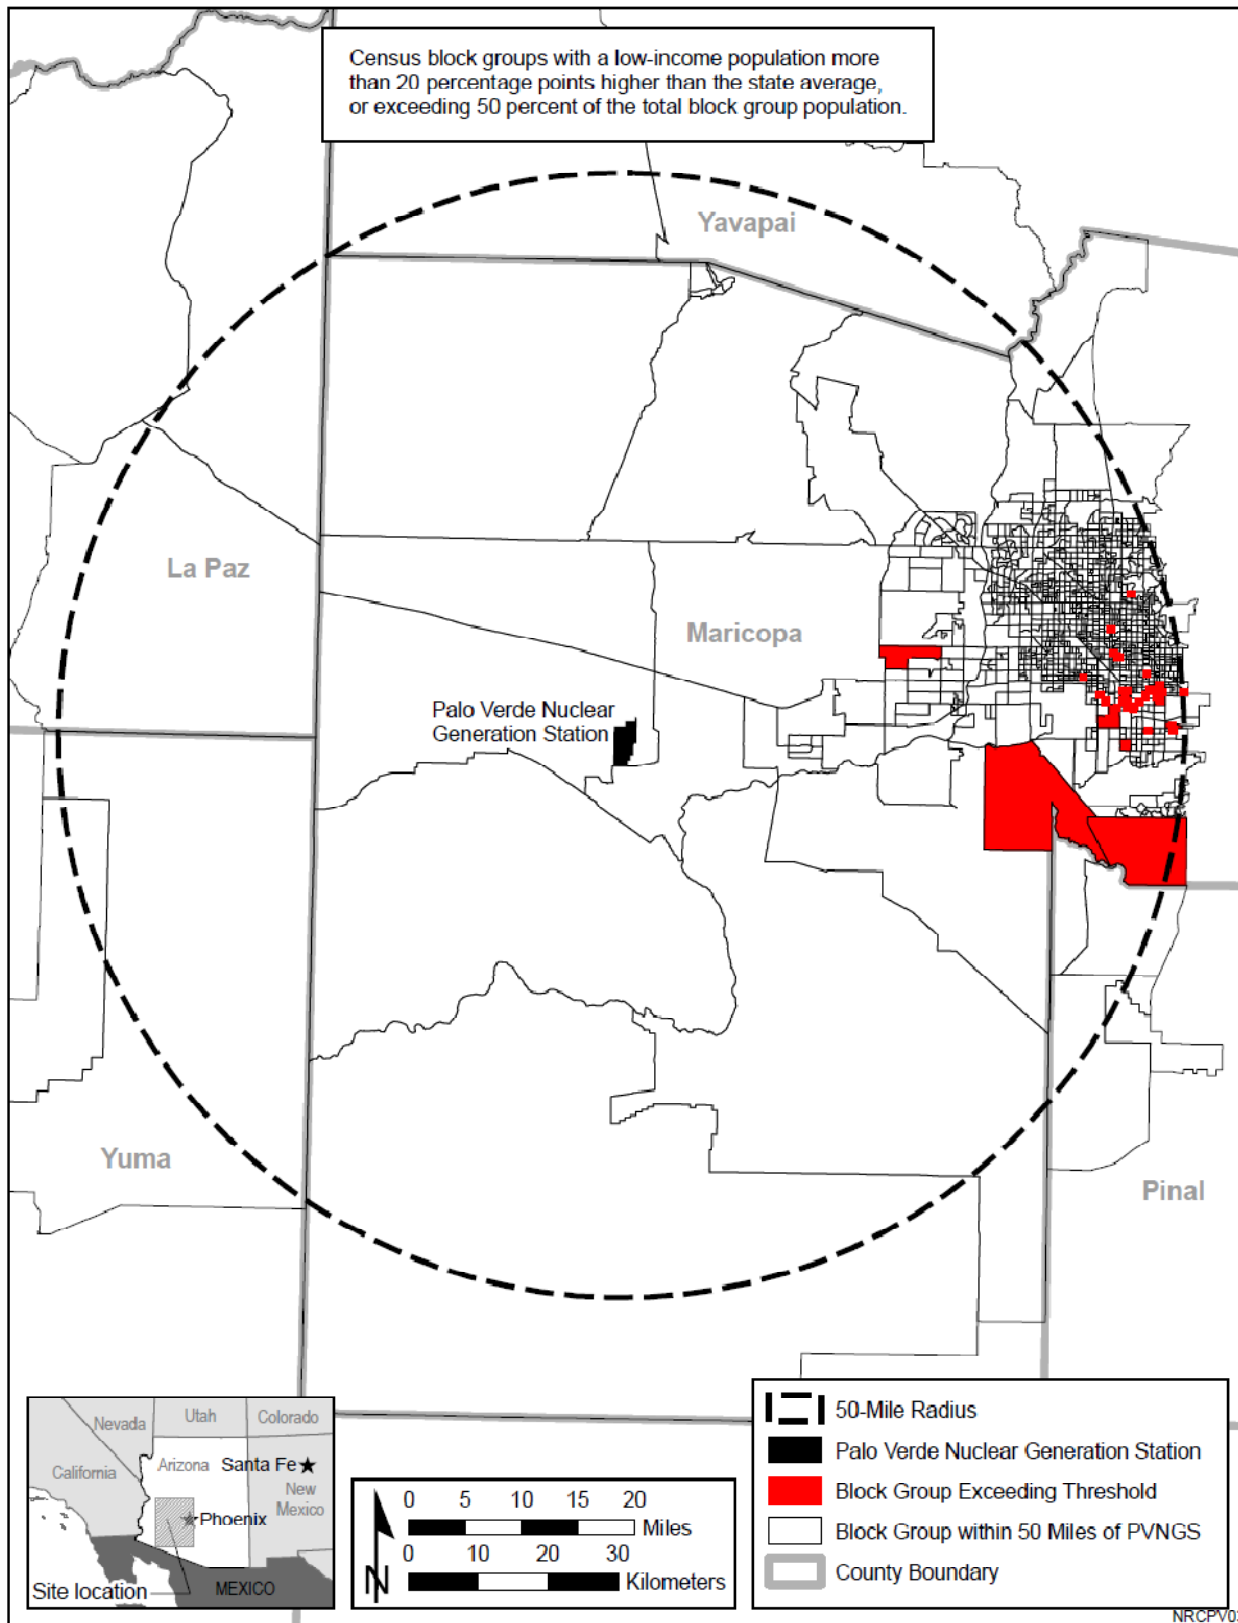 Census block groups with a low-income population more
than 20 percentage points higher than the state average,
or exceeding 50 percent of the total block group population.
Yavapai
La Paz
Maricopa
Palo Verde Nuclear
Generation Station
Yuma
Pinal
Nevada
Utah
Colorado
California
Arizona
Santa Fe
New
Mexico
Phoenix
Site location
MEXICO
0 5 10 15 20
Miles
0 10 20 30
Kilometers
N
50-Mile Radius
Palo Verde Nuclear Generation Station
Block Group Exceeding Threshold
Block Group within 50 Miles of PVNGS
County Boundary